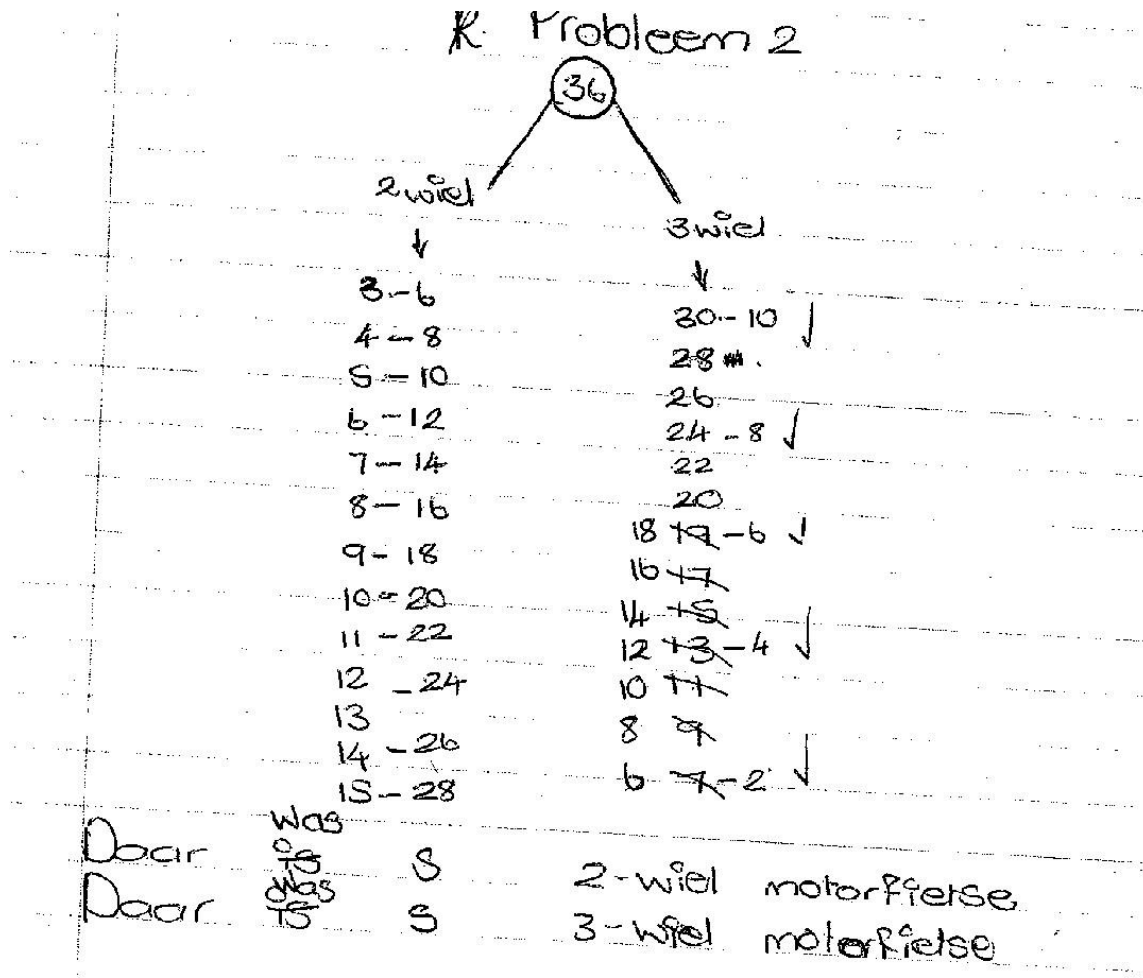 R. Probleem 2
36
2wiel 3wiel
3-6 30-10 ✓
4-8 28
5-10 26
6-12 24-8 ✓
7-14 22
8-16 20
9-18 18 19-6 ✓
10-20 16 17
11-22 14 15
12-24 12 13-4 ✓
13 10 11
14-26 8 9
15-28 6 7-2 ✓
was was
Daar is 5 2-wiel motorfietse
Daar is 5 3-wiel motorfietse